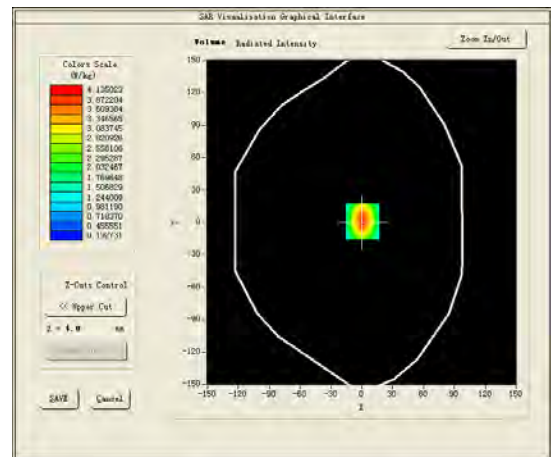 SAR Visualisation Graphical Interface
Volume Radiated Intensity
Zoom In/Out
Colors Scale
(W/kg)
4.135023
3.872204
3.609384
3.346565
3.083745
2.820926
2.558106
2.295287
2.032467
1.769648
1.506829
1.244009
0.981190
0.718370
0.455551
Z-Cuts Control
<< Upper Cut
Z = 4.0 mm
SAVE
Cancel
150
120
90
60
30
0
-30
-60
-90
-120
-150
Y
-150 -120 -90 -60 -30 0 30 60 90 120 150
X